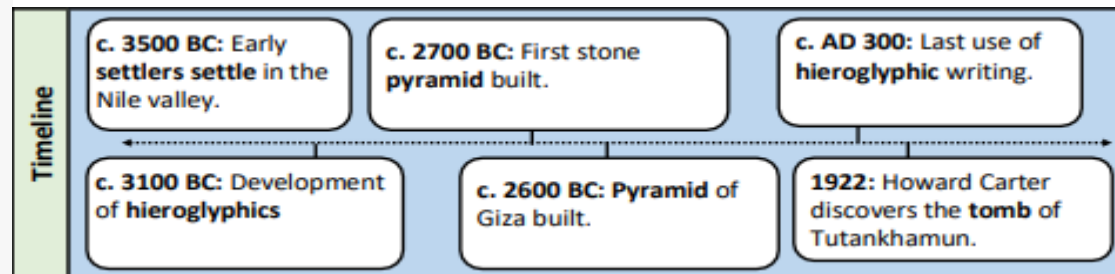 Timeline
c. 3500 BC: Early
settlers settle in the
Nile valley.
c. 2700 BC: First stone
pyramid built.
c. AD 300: Last use of
hieroglyphic writing.
c. 3100 BC: Development
of hieroglyphics
c. 2600 BC: Pyramid of
Giza built.
1922: Howard Carter
discovers the tomb of
Tutankhamun.